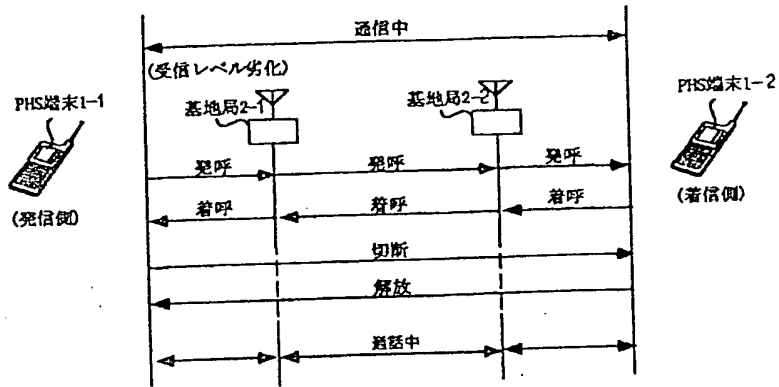 通信中
(受信レベル劣化)
PHS端末1-1
基地局2-1
基地局2-2
PHS端末1-2
発呼
発呼
発呼
(発信側)
着呼
着呼
着呼
(着信側)
切断
解放
通話中